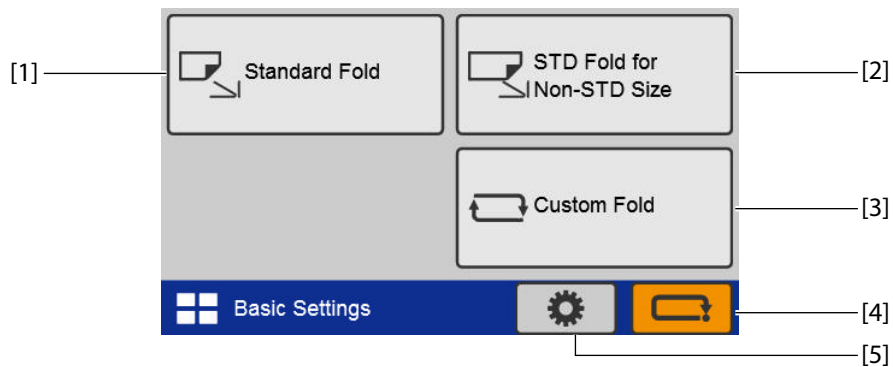 [1]
Standard Fold
STD Fold for
Non-STD Size
[2]
Custom Fold
[3]
Basic Settings
[4]
[5]